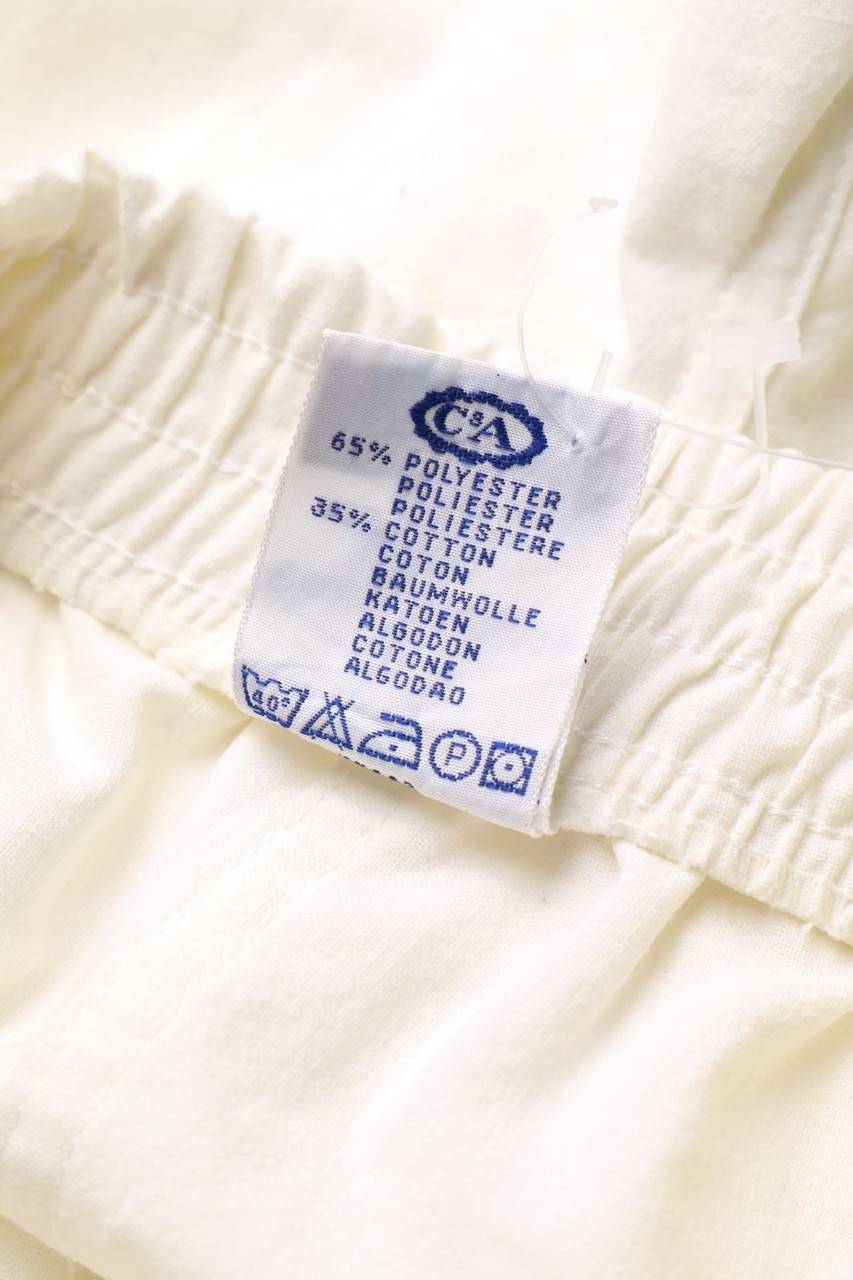 C&A
65% POLYESTER
POLIESTER
POLIESTERE
35% COTTON
COTON
BAUMWOLLE
KATOEN
ALGODON
COTONE
ALGODAO
40°
P